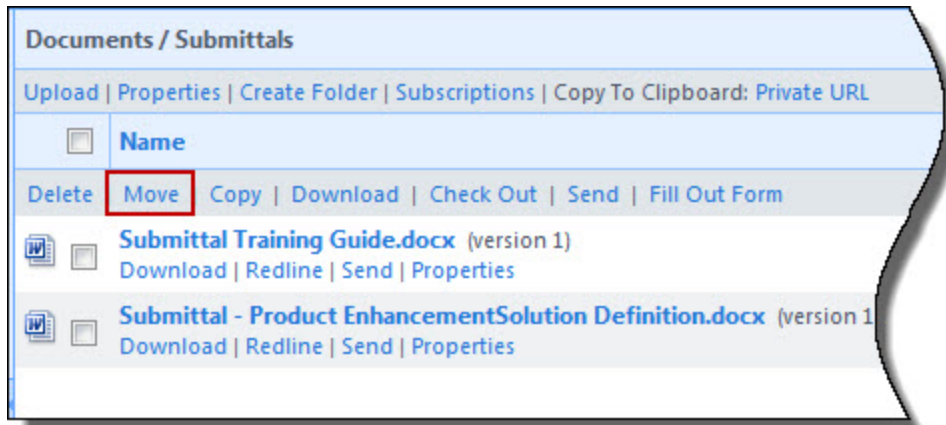 Documents / Submittals
Upload | Properties | Create Folder | Subscriptions | Copy To Clipboard: Private URL
Name
Delete Move Copy | Download | Check Out | Send | Fill Out Form
Submittal Training Guide.docx (version 1)
Download | Redline | Send | Properties
Submittal - Product EnhancementSolution Definition.docx (version 1
Download | Redline | Send | Properties